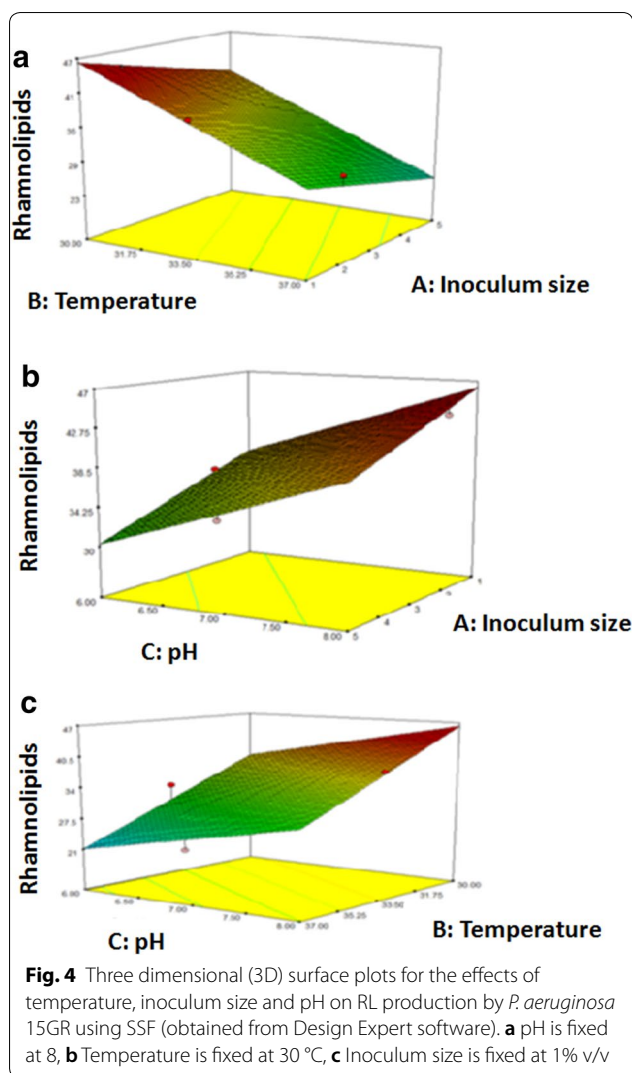 a
47
41
35
29
23
Rhamnolipids
30.00
31.75
33.50
35.25
37.00
1
2
3
4
5
B: Temperature
A: Inoculum size
b
47
42.75
38.5
34.25
30
Rhamnolipids
6.00
6.50
7.00
7.50
8.00
5
4
3
1
C: pH
A: Inoculum size
c
47
40.5
34
27.5
21
Rhamnolipids
6.00
6.50
7.00
7.50
8.00
37.00
35.25
33.50
31.75
30.00
C: pH
B: Temperature
Fig. 4 Three dimensional (3D) surface plots for the effects of
temperature, inoculum size and pH on RL production by P. aeruginosa
15GR using SSF (obtained from Design Expert software). a pH is fixed
at 8, b Temperature is fixed at 30 °C, c Inoculum size is fixed at 1% v/v